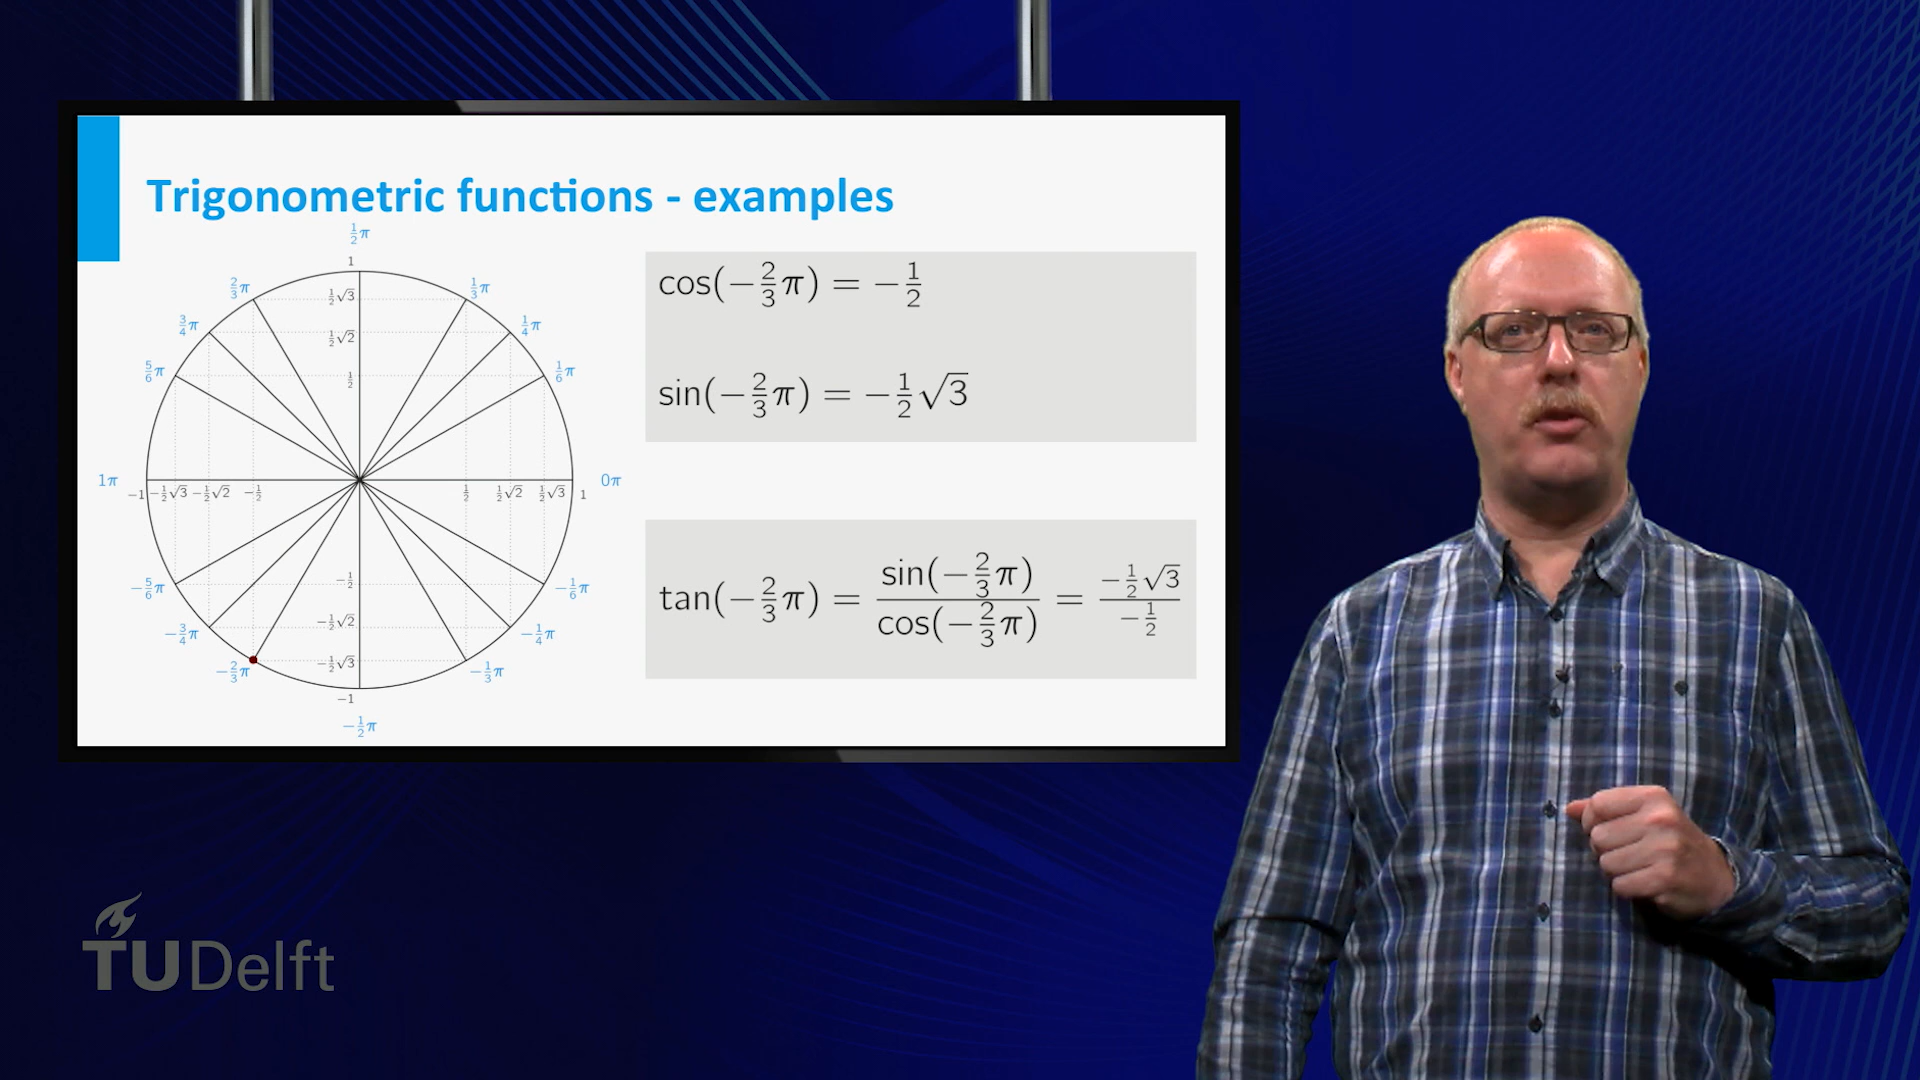 Trigonometric functions - examples
½π
1
⅔π ½√3 ⅓π
¾π ½√2 ¼π
⅚π ½ ⅙π
1π 0π
−1 −½√3 −½√2 −½ ½ ½√2 ½√3 1
−⅚π −½ −⅙π
−¾π −½√2 −¼π
−⅔π −½√3 −⅓π
−1
−½π
cos(−⅔π) = −½
sin(−⅔π) = −½√3
tan(−⅔π) = sin(−⅔π)/cos(−⅔π) = −½√3/−½
TUDelft